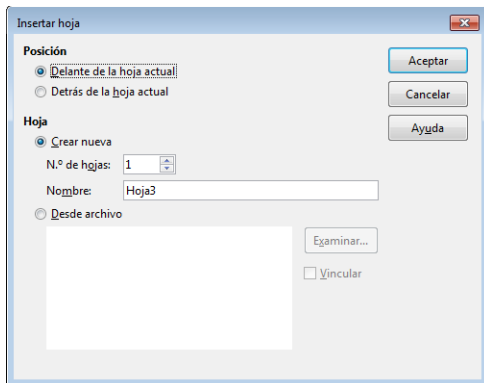 Insertar hoja
Posición
Delante de la hoja actual
Detrás de la hoja actual
Aceptar
Cancelar
Ayuda
Hoja
Crear nueva
N.º de hojas: 1
Nombre: Hoja3
Desde archivo
Examinar...
Vincular